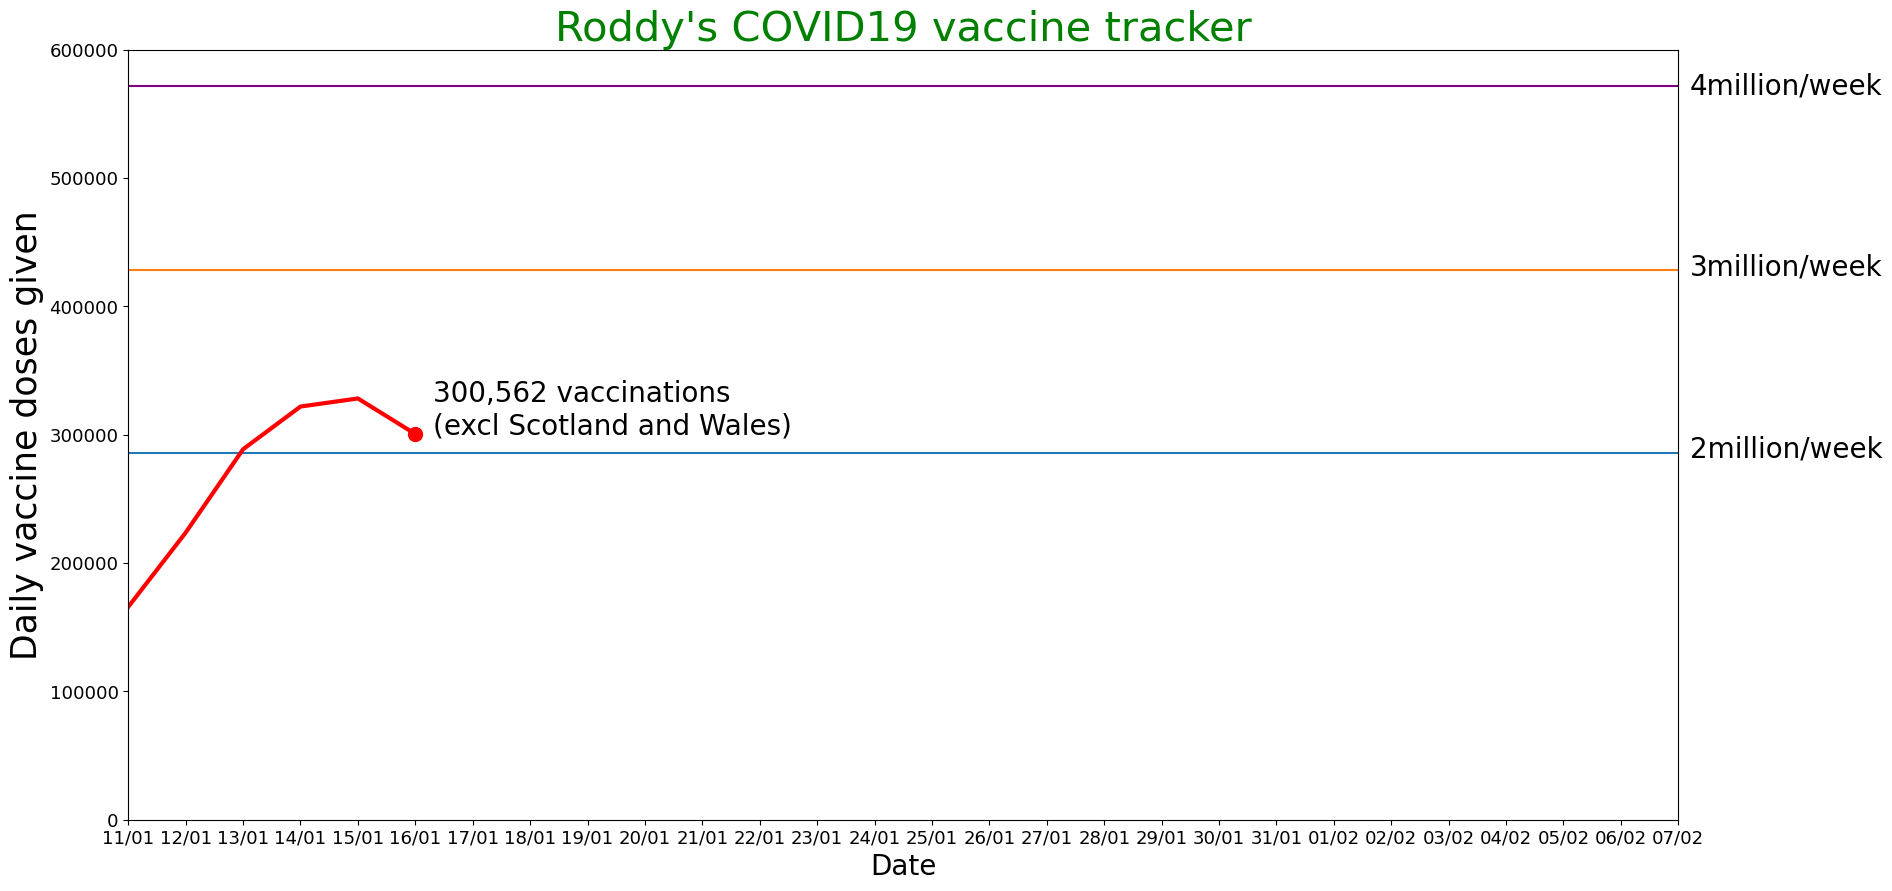 Roddy's COVID19 vaccine tracker
600000
500000
400000
300000
200000
100000
0
Daily vaccine doses given
4million/week
3million/week
2million/week
300,562 vaccinations
(excl Scotland and Wales)
11/01 12/01 13/01 14/01 15/01 16/01 17/01 18/01 19/01 20/01 21/01 22/01 23/01 24/01 25/01 26/01 27/01 28/01 29/01 30/01 31/01 01/02 02/02 03/02 04/02 05/02 06/02 07/02
Date